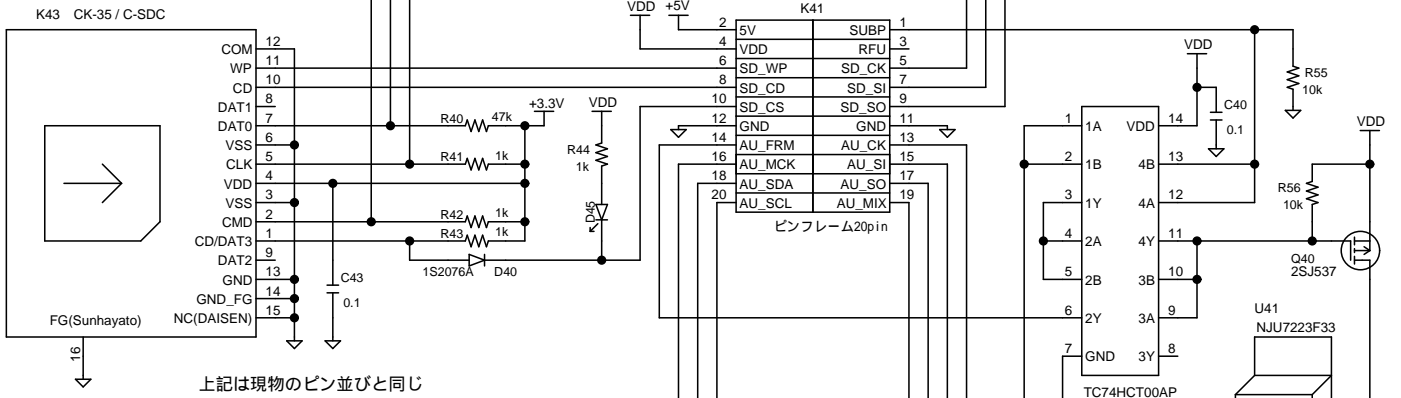 K43 CK-35 / C-SDC
COM 12
WP 11
CD 10
DAT1 8
DAT0 7
VSS 6
CLK 5
VDD 4
VSS 3
CMD 2
CD/DAT3 1
DAT2 9
GND 13
GND_FG 14
NC(DAISEN) 15
FG(Sunhayato)
16
上記は現物のピン並びと同じ
R40 47k
R41 1k
R42 1k
R43 1k
+3.3V
VDD
R44
1k
D45
1S2076A D40
C43
0.1
VDD +5V
K41
2 5V SUBP 1
4 VDD RFU 3
6 SD_WP SD_CK 5
8 SD_CD SD_SI 7
10 SD_CS SD_SO 9
12 GND GND 11
14 AU_FRM AU_CK 13
16 AU_MCK AU_SI 15
18 AU_SDA AU_SO 17
20 AU_SCL AU_MIX 19
ピンフレーム20pin
VDD
C40
0.1
R55
10k
1 1A VDD 14
2 1B 4B 13
3 1Y 4A 12
4 2A 4Y 11
5 2B 3B 10
6 2Y 3A 9
7 GND 3Y 8
TC74HCT00AP
VDD
R56
10k
Q40
2SJ537
U41
NJU7223F33